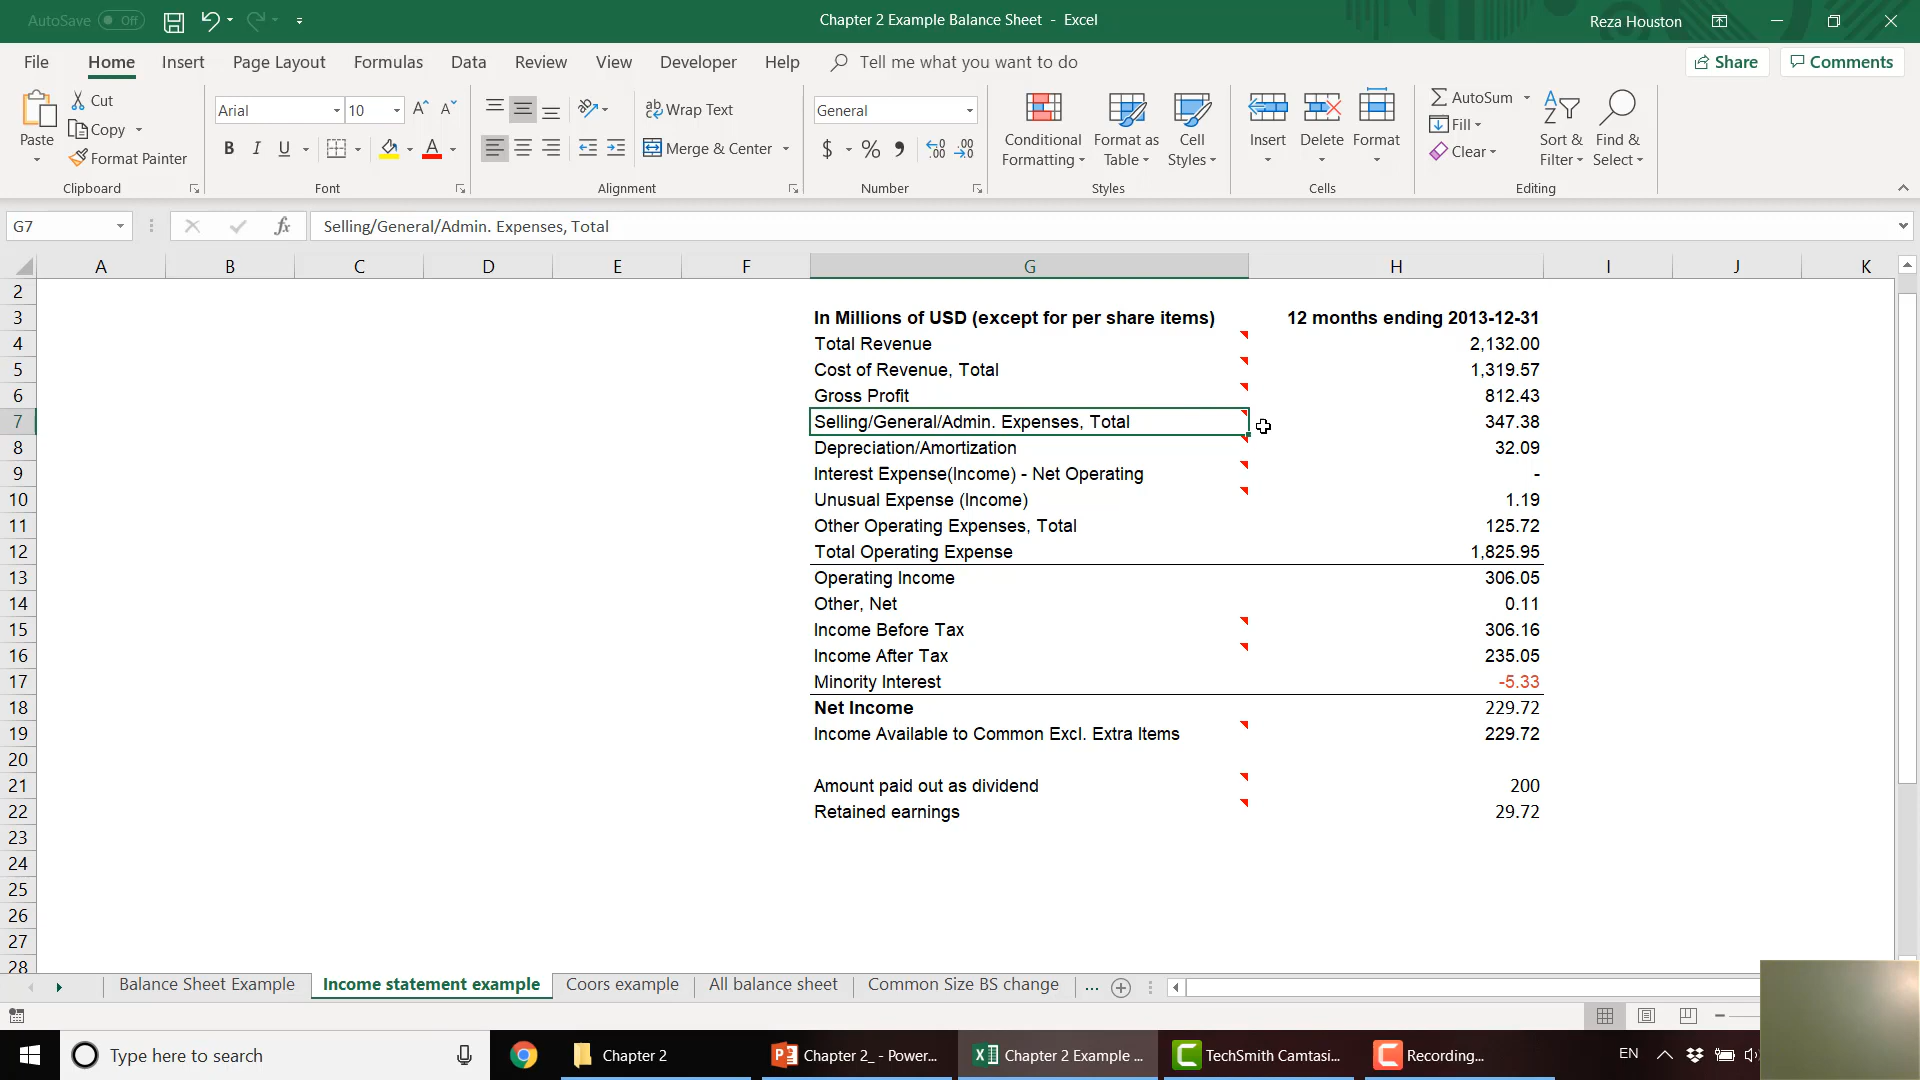 AutoSave Off
Chapter 2 Example Balance Sheet - Excel
Reza Houston
File Home Insert Page Layout Formulas Data Review View Developer Help Tell me what you want to do
Share Comments
Paste
Cut
Copy
Format Painter
Clipboard
Arial 10
B I U
Font
ab Wrap Text
Merge & Center
Alignment
General
$ % 9
Number
Conditional Formatting
Format as Table
Cell Styles
Styles
Insert Delete Format
Cells
AutoSum
Fill
Clear
Sort & Filter
Find & Select
Editing
G7 fx Selling/General/Admin. Expenses, Total
A B C D E F G H I J K
2
3 In Millions of USD (except for per share items) 12 months ending 2013-12-31
4 Total Revenue 2,132.00
5 Cost of Revenue, Total 1,319.57
6 Gross Profit 812.43
7 Selling/General/Admin. Expenses, Total 347.38
8 Depreciation/Amortization 32.09
9 Interest Expense(Income) - Net Operating -
10 Unusual Expense (Income) 1.19
11 Other Operating Expenses, Total 125.72
12 Total Operating Expense 1,825.95
13 Operating Income 306.05
14 Other, Net 0.11
15 Income Before Tax 306.16
16 Income After Tax 235.05
17 Minority Interest -5.33
18 Net Income 229.72
19 Income Available to Common Excl. Extra Items 229.72
20
21 Amount paid out as dividend 200
22 Retained earnings 29.72
23
24
25
26
27
28
Balance Sheet Example Income statement example Coors example All balance sheet Common Size BS change ...
Type here to search
Chapter 2
Chapter 2_ - Power...
Chapter 2 Example ...
TechSmith Camtasi...
Recording...
EN